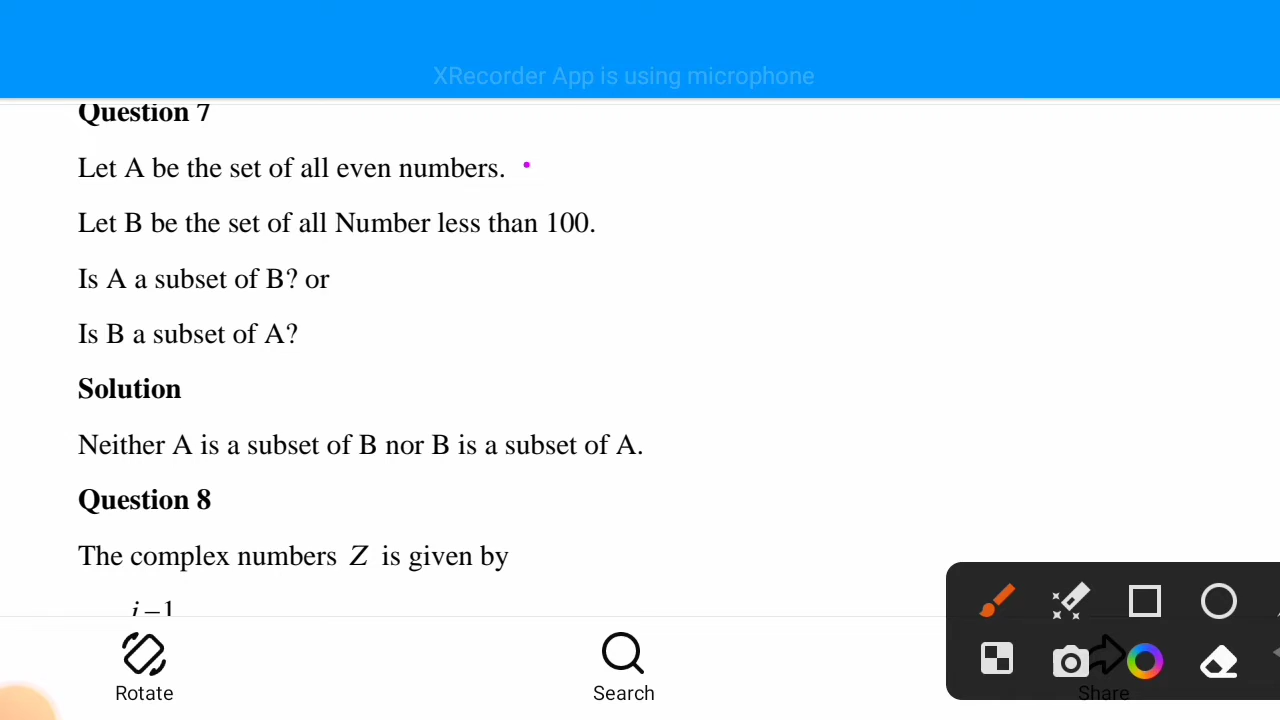 XRecorder App is using microphone
Question 7
Let A be the set of all even numbers.
Let B be the set of all Number less than 100.
Is A a subset of B? or
Is B a subset of A?
Solution
Neither A is a subset of B nor B is a subset of A.
Question 8
The complex numbers Z is given by
i – 1
Rotate
Search
Share